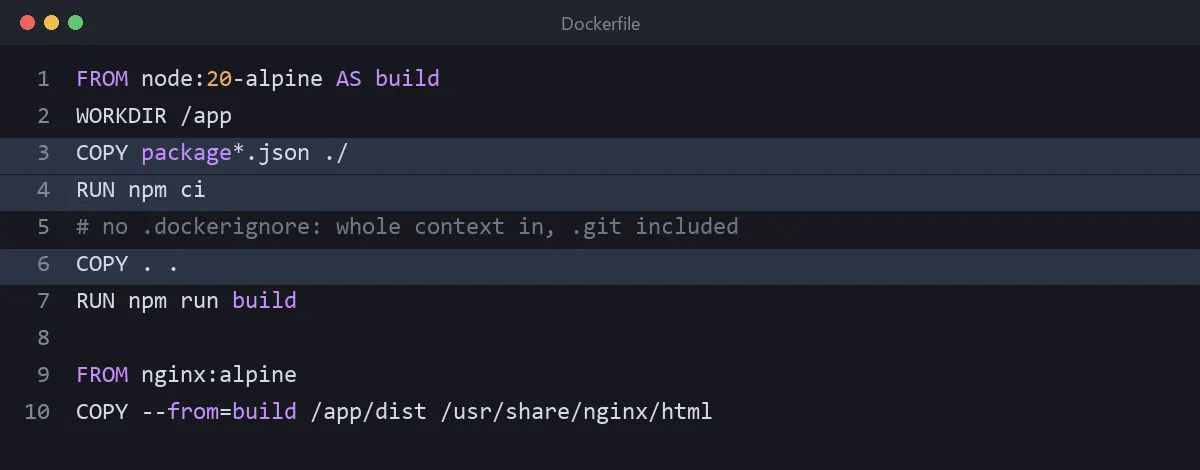 Dockerfile
1 FROM node:20-alpine AS build
2 WORKDIR /app
3 COPY package*.json ./
4 RUN npm ci
5 # no .dockerignore: whole context in, .git included
6 COPY . .
7 RUN npm run build
8
9 FROM nginx:alpine
10 COPY --from=build /app/dist /usr/share/nginx/html